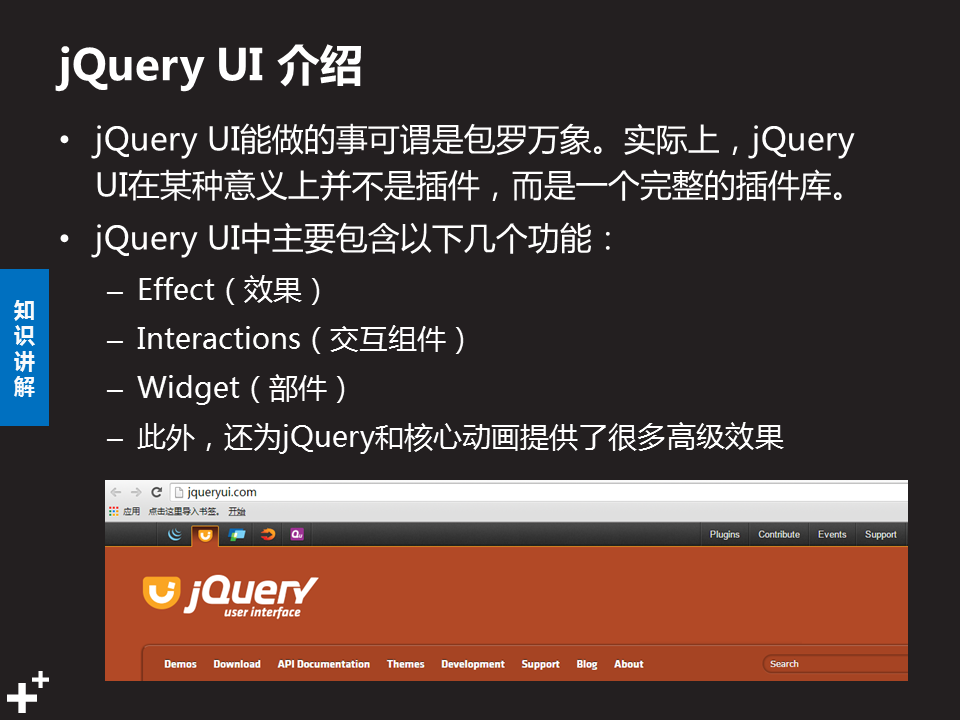 jQuery UI 介绍
• jQuery UI能做的事可谓是包罗万象。实际上，jQuery
UI在某种意义上并不是插件，而是一个完整的插件库。
• jQuery UI中主要包含以下几个功能：
– Effect（效果）
– Interactions（交互组件）
– Widget（部件）
– 此外，还为jQuery和核心动画提供了很多高级效果
知识讲解
jqueryui.com
应用 点击这里导入书签。 开始
Plugins Contribute Events Support
jQuery
user interface
Demos Download API Documentation Themes Development Support Blog About Search